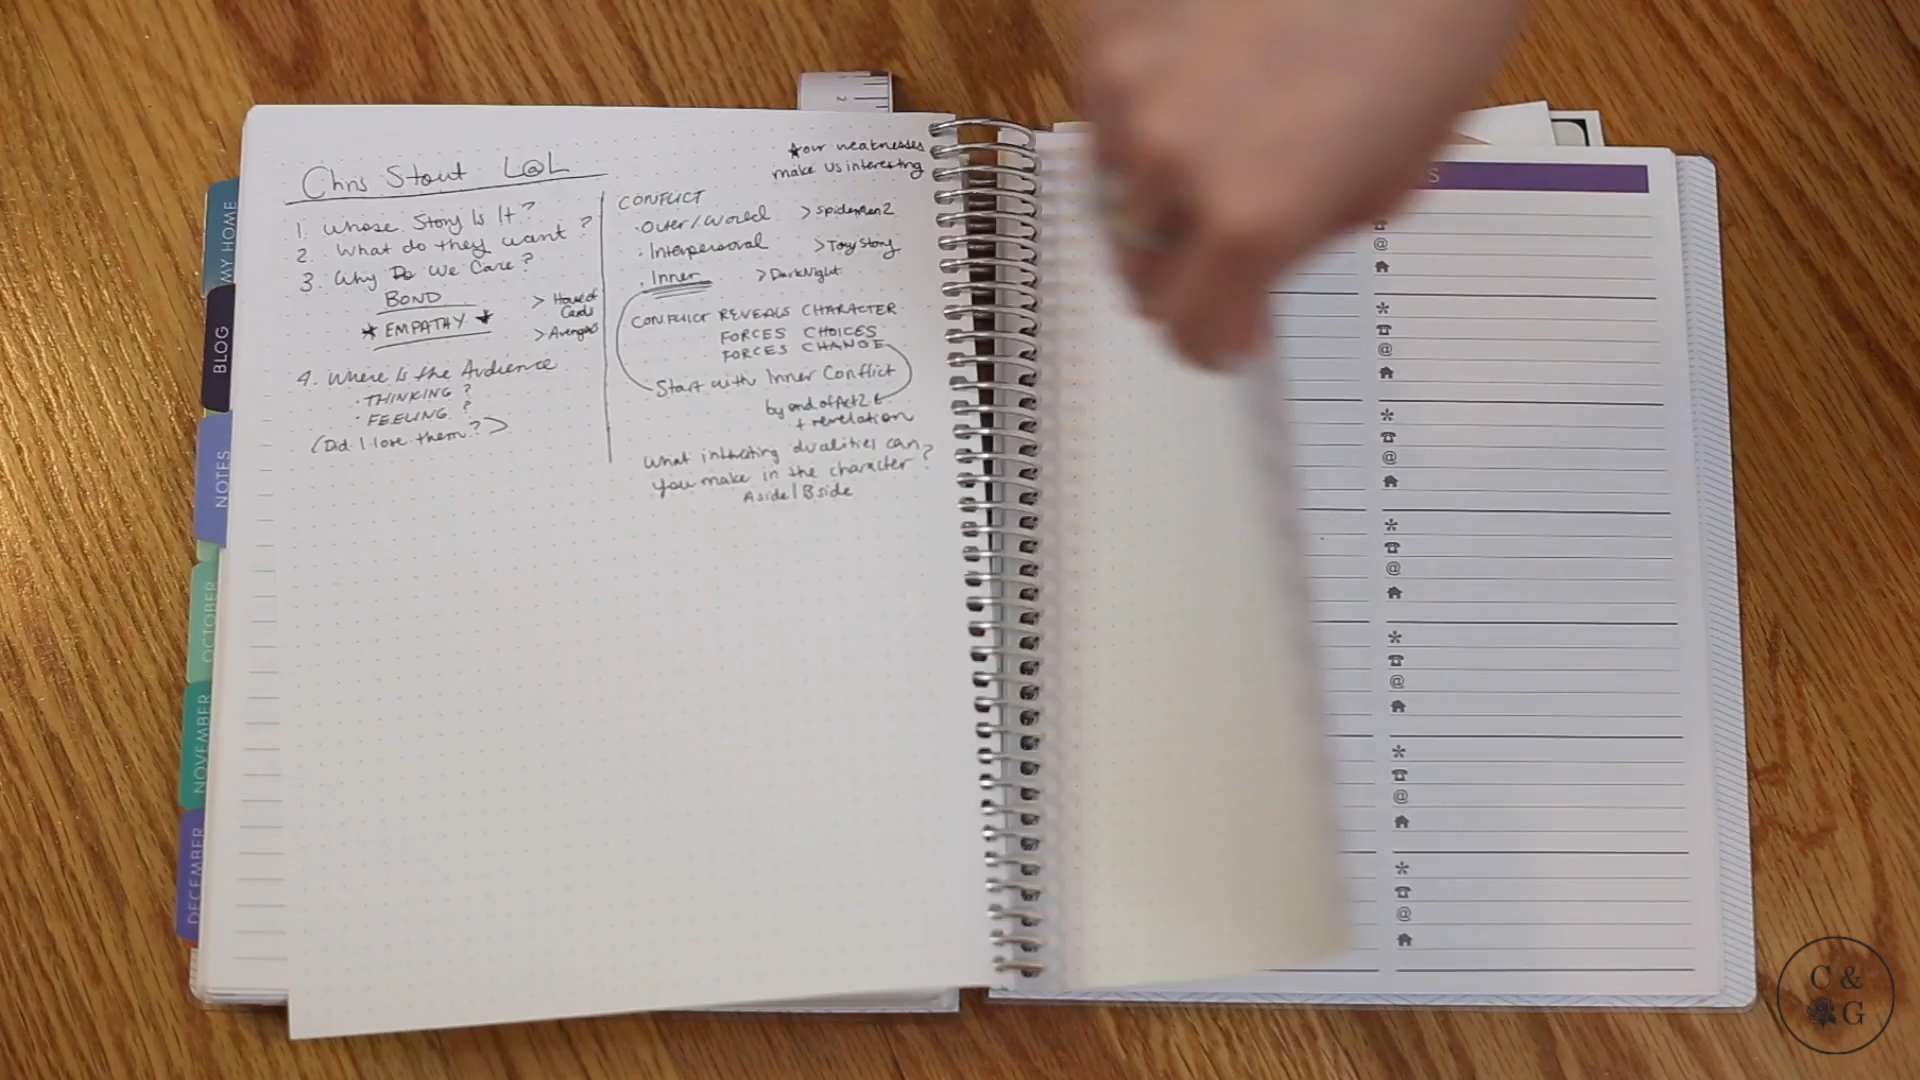 Chris Stout L@L
1. Whose Story Is It?
2. What do they want?
3. Why Do We Care?
BOND
★ EMPATHY ★
> House of
Cards
> Avengers
4. Where is the Audience
· THINKING?
· FEELING?
(Did I love them?)
★our weaknesses
make us interesting
CONFLICT
· Outer/World > Spiderman 2
· Interpersonal > Toy Story
· Inner > Dark Night
CONFLICT REVEALS CHARACTER
FORCES CHOICES
FORCES CHANGE
Start with Inner Conflict
by end of Act 2
+ revelation
What
dualities can
you make in the character?
A side | B side
MY HOME
BLOG
NOTES
OCTOBER
NOVEMBER
DECEMBER
2
S
@
@
@
@
@
@
@
C &
G